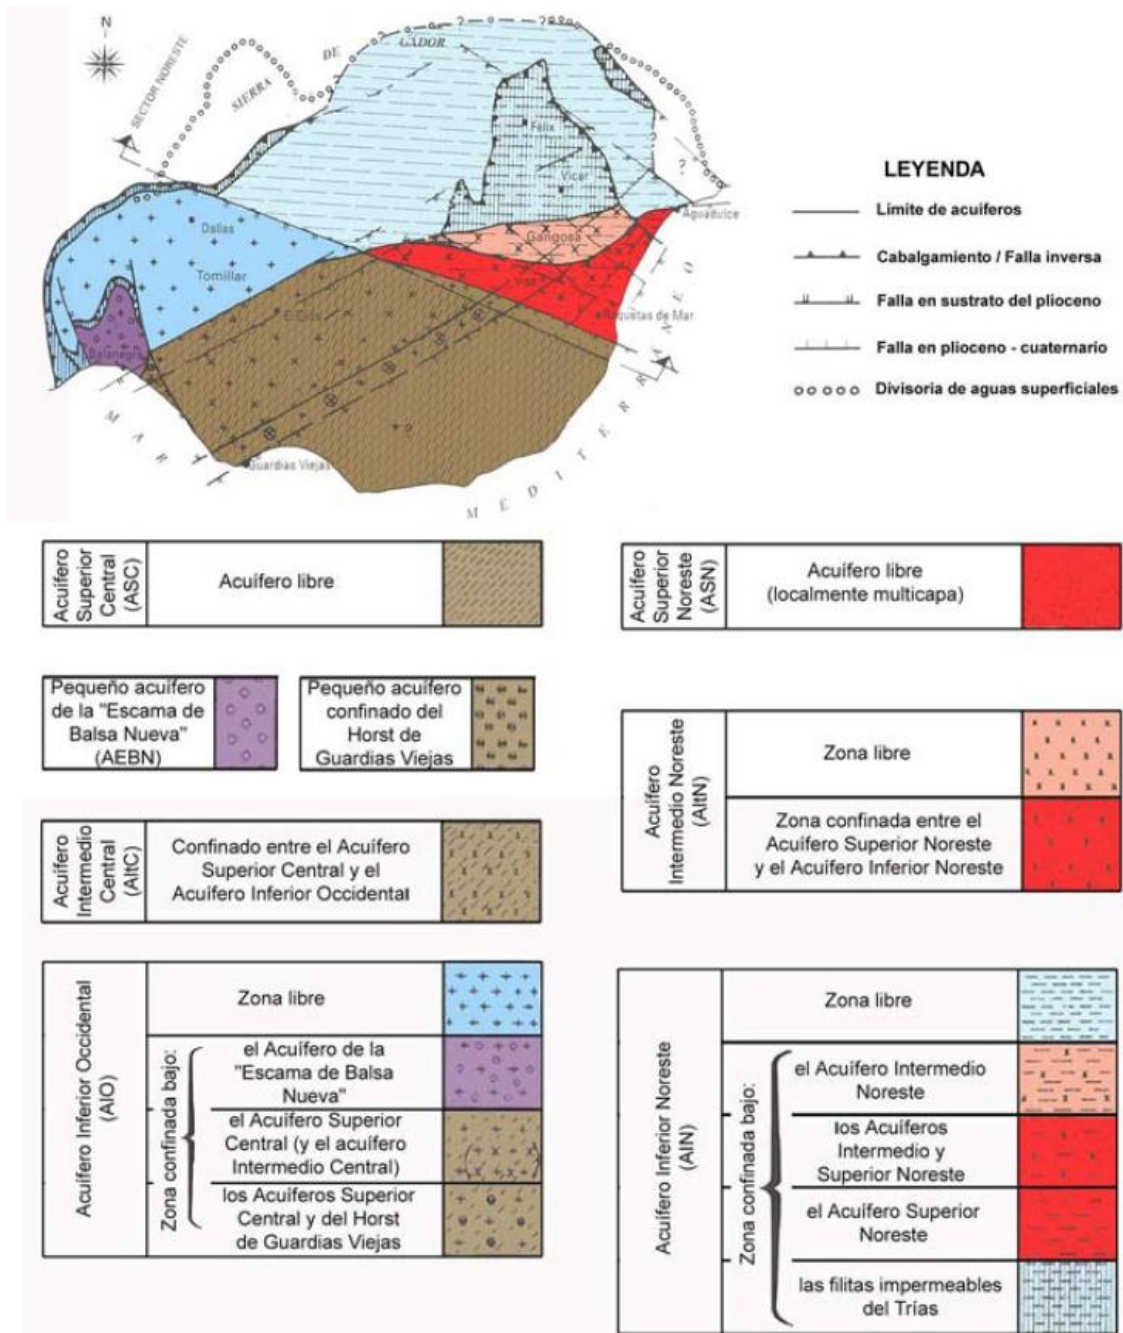 N
SECTOR NORESTE
SIERRA DE GÁDOR
Felix
Vicar
?
Aguadulce
Dalias
Gangosa
Tomillar
Viso
El Ejido
Roquetas de Mar
Balanegra
Guardias Viejas
MAR MEDITERRANEO
LEYENDA
Limite de acuiferos
Cabalgamiento / Falla inversa
Falla en sustrato del plioceno
Falla en plioceno - cuaternario
Divisoria de aguas superficiales
Acuífero
Superior
Central
(ASC)
Acuífero libre
Acuífero
Superior
Noreste
(ASN)
Acuífero libre
(localmente multicapa)
Pequeño acuífero
de la "Escama de
Balsa Nueva"
(AEBN)
Pequeño acuífero
confinado del
Horst de
Guardias Viejas
Acuífero
Intermedio Noreste
(AItN)
Zona libre
Zona confinada entre el
Acuífero Superior Noreste
y el Acuífero Inferior Noreste
Acuífero
Intermedio
Central
(AItC)
Confinado entre el Acuífero
Superior Central y el
Acuífero Inferior Occidental
Acuífero Inferior Occidental
(AIO)
Zona libre
Zona confinada bajo:
el Acuífero de la
"Escama de Balsa
Nueva"
el Acuífero Superior
Central (y el acuífero
Intermedio Central)
los Acuíferos Superior
Central y del Horst
de Guardias Viejas
Acuífero Inferior Noreste
(AIN)
Zona libre
Zona confinada bajo:
el Acuífero Intermedio
Noreste
los Acuíferos
Intermedio y
Superior Noreste
el Acuífero Superior
Noreste
las filitas impermeables
del Trías